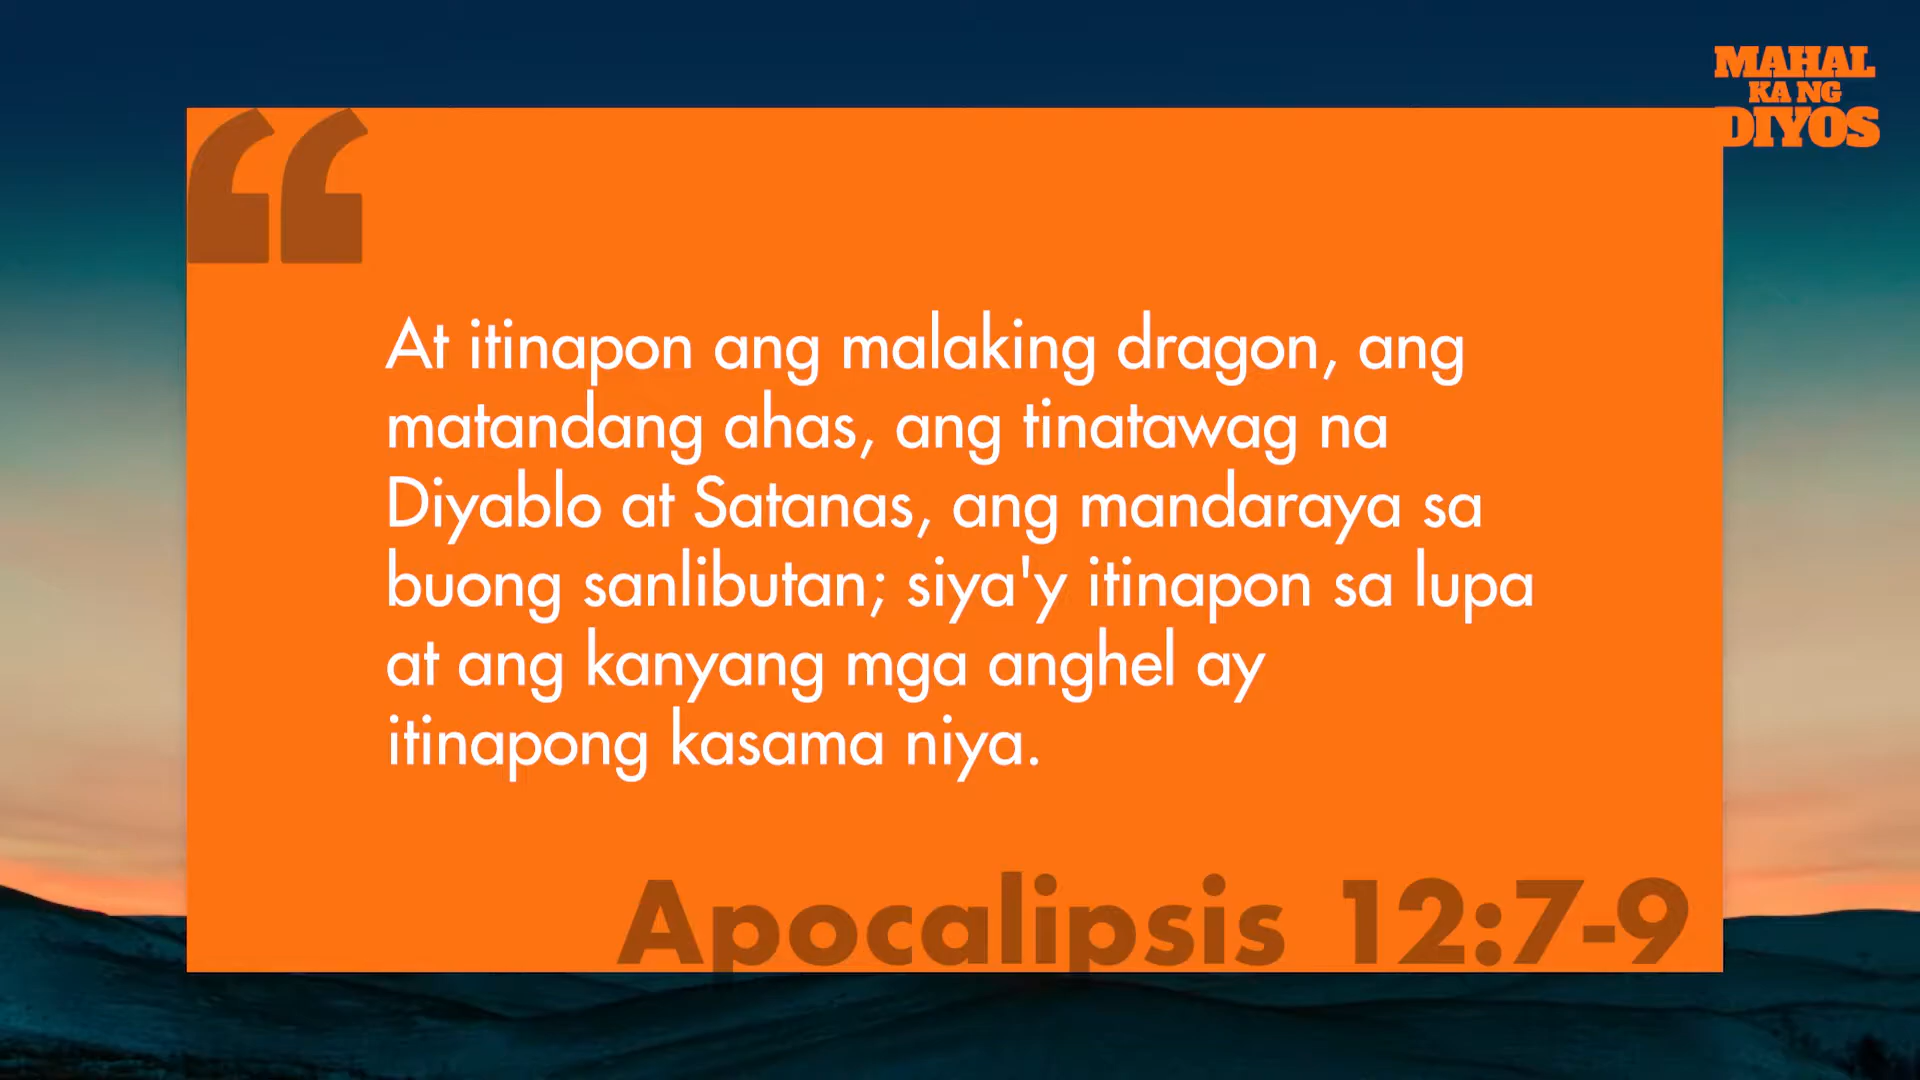 MAHAL
KA NG
DIYOS
At itinapon ang malaking dragon, ang
matandang ahas, ang tinatawag na
Diyablo at Satanas, ang mandaraya sa
buong sanlibutan; siya'y itinapon sa lupa
at ang kanyang mga anghel ay
itinapong kasama niya.
Apocalipsis 12:7-9